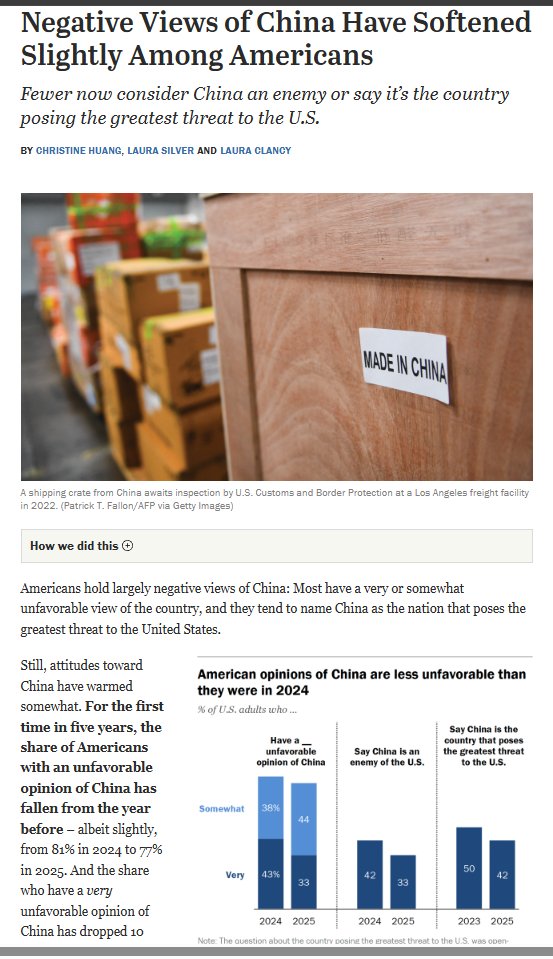 Negative Views of China Have Softened
Slightly Among Americans
Fewer now consider China an enemy or say it's the country
posing the greatest threat to the U.S.
BY CHRISTINE HUANG, LAURA SILVER AND LAURA CLANCY
MADE IN CHINA
A shipping crate from China awaits inspection by U.S. Customs and Border Protection at a Los Angeles freight facility
in 2022. (Patrick T. Fallon/AFP via Getty Images)
How we did this
Americans hold largely negative views of China: Most have a very or somewhat
unfavorable view of the country, and they tend to name China as the nation that poses the
greatest threat to the United States.
Still, attitudes toward
China have warmed
somewhat. For the first
time in five years, the
share of Americans
with an unfavorable
opinion of China has
fallen from the year
before – albeit slightly,
from 81% in 2024 to 77%
in 2025. And the share
who have a very
unfavorable opinion of
China has dropped 10
American opinions of China are less unfavorable than
they were in 2024
% of U.S. adults who ...
Have a __
unfavorable
opinion of China
Say China is an
enemy of the U.S.
Say China is the
country that poses
the greatest threat
to the U.S.
Somewhat
38%
44
Very
43%
33
42
33
50
42
2024 2025
2024 2025
2023 2025
Note: The question about the country posing the greatest threat to the U.S. was open-